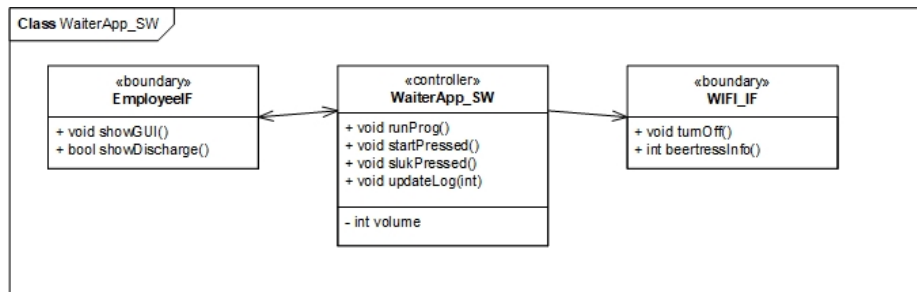 Class WaiterApp_SW
«boundary»
EmployeeIF
+ void showGUI()
+ bool showDischarge()
«controller»
WaiterApp_SW
+ void runProg()
+ void startPressed()
+ void slukPressed()
+ void updateLog(int)
- int volume
«boundary»
WIFI_IF
+ void turnOff()
+ int beertressInfo()